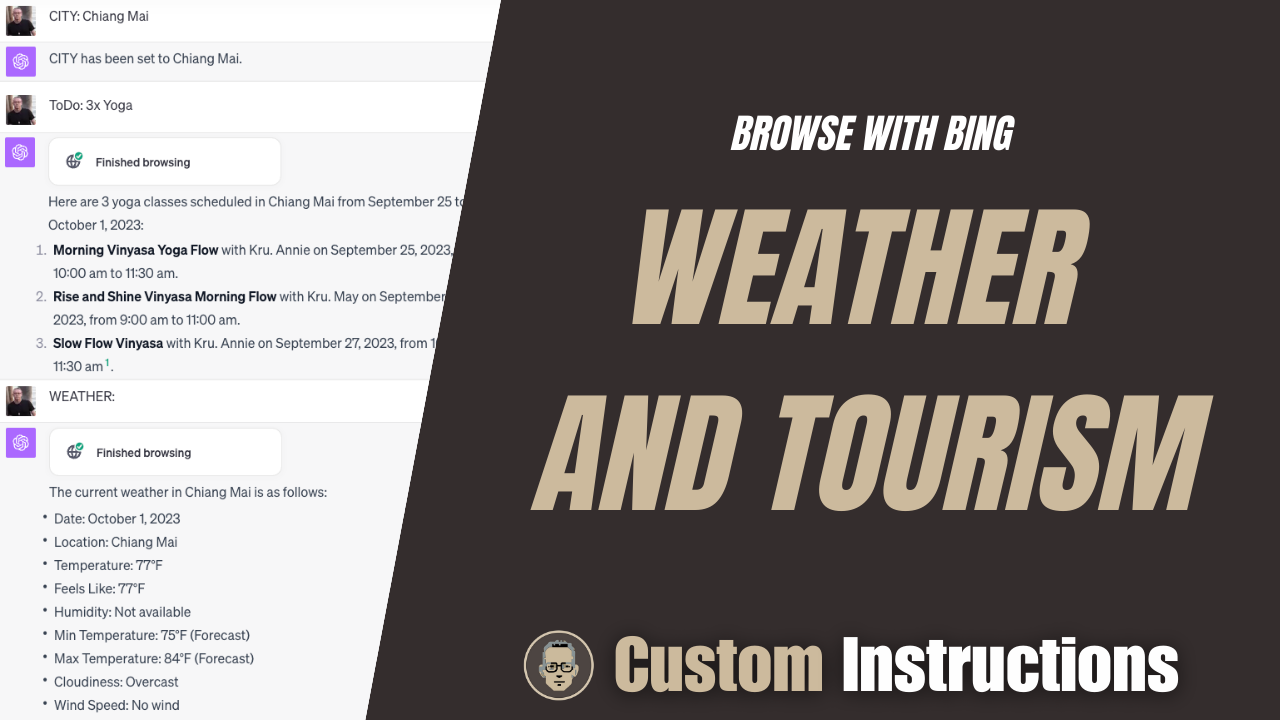 CITY: Chiang Mai
CITY has been set to Chiang Mai.
ToDo: 3x Yoga
Finished browsing
Here are 3 yoga classes scheduled in Chiang Mai from September 25 to
October 1, 2023:
1. Morning Vinyasa Yoga Flow with Kru. Annie on September 25, 2023,
10:00 am to 11:30 am.
2. Rise and Shine Vinyasa Morning Flow with Kru. May on September
2023, from 9:00 am to 11:00 am.
3. Slow Flow Vinyasa with Kru. Annie on September 27, 2023, from
11:30 am 1.
WEATHER:
Finished browsing
The current weather in Chiang Mai is as follows:
• Date: October 1, 2023
• Location: Chiang Mai
• Temperature: 77°F
• Feels Like: 77°F
• Humidity: Not available
• Min Temperature: 75°F (Forecast)
• Max Temperature: 84°F (Forecast)
• Cloudiness: Overcast
• Wind Speed: No wind
BROWSE WITH BING
WEATHER
AND TOURISM
Custom Instructions